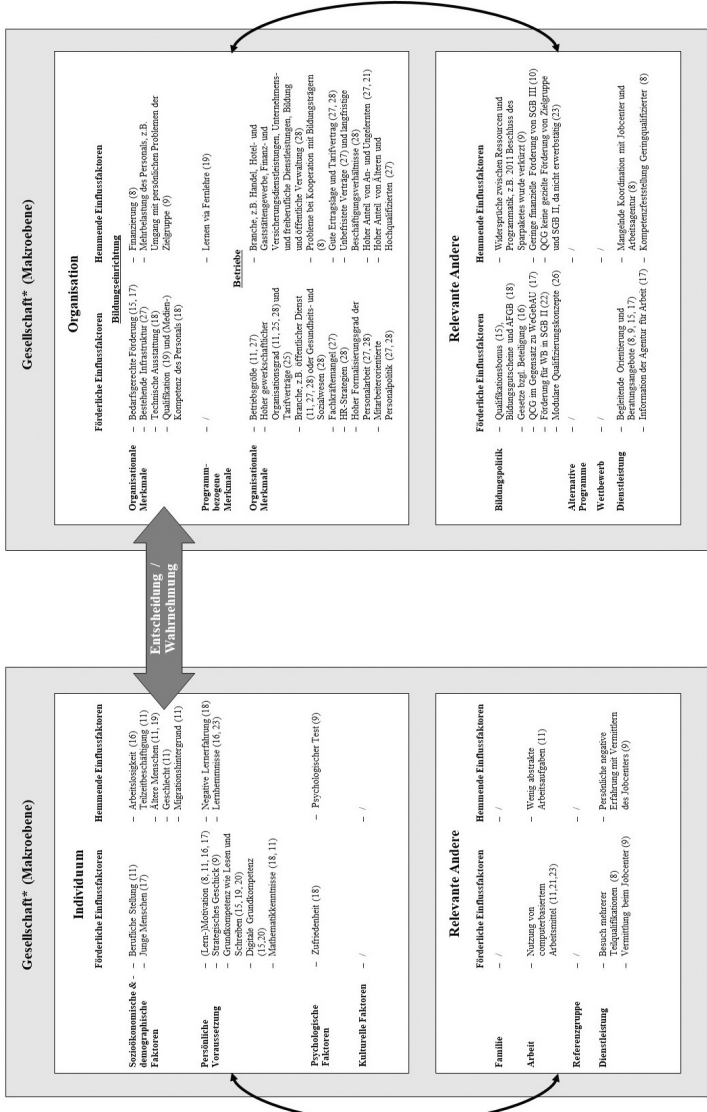 Gesellschaft* (Makroebene)
Individuum
Förderliche Einflussfaktoren
Hemmende Einflussfaktoren
Sozioökonomische & -
demographische
Faktoren
Berufliche Stellung (11)
– Junge Menschen (17)
– Arbeitslosigkeit (16)
Teilzeitbeschäftigung (11)
– Ältere Menschen (11, 19)
– Geschlecht (11)
– Migrationshintergrund (11)
Persönliche
Voraussetzung
– (Lern-)Motivation (8, 11, 16, 17)
– Strategisches Geschick (9)
– Grundkompetenz wie Lesen und
Schreiben (15, 19, 20)
– Digitale Grundkompetenz
(15,20)
– Mathematikkenntnisse (18, 11)
– Negative Lernerfahrung (18)
– Lernhemmnisse (16, 23)
Psychologische
Faktoren
– Zufriedenheit (18)
– Psychologischer Test (9)
Kulturelle Faktoren
– /
– /
Relevante Andere
Förderliche Einflussfaktoren
Hemmende Einflussfaktoren
Familie
– /
– /
Arbeit
– Nutzung von
computerbasiertem
Arbeitsmittel (11,21,23)
– Wenig abstrakte
Arbeitsaufgaben (11)
Referenzgruppe
– /
– /
Dienstleistung
– Besuch mehrerer
Teilqualifikationen (8)
– Vermittlung beim Jobcenter (9)
– Persönliche negative
Erfahrung mit Vermittlern
des Jobcenters (9)
Entscheidung /
Wahrnehmung
Gesellschaft* (Makroebene)
Organisation
Förderliche Einflussfaktoren
Hemmende Einflussfaktoren
Bildungseinrichtung
Organisationale
Merkmale
– Bedarfsgerechte Förderung (15, 17)
– Bestehende Infrastruktur (27)
– Technische Ausstattung (18)
– Qualifikation (19) und (Medien-)
Kompetenz des Personals (18)
– Finanzierung (8)
– Mehrbelastung des Personals, z.B.
Umgang mit persönlichen Problemen der
Zielgruppe (9)
Programm-
bezogene
Merkmale
– /
– Lernen via Fernlehre (19)
Betriebe
Organisationale
Merkmale
– Betriebsgröße (11, 27)
– Hoher gewerkschaftlicher
Organisationsgrad (11, 25, 28) und
Tarifverträge (25)
– Branche, z.B. öffentlicher Dienst
(11, 27, 28) oder Gesundheits- und
Sozialwesen (28)
– Fachkräftemangel (27)
– HR-Strategien (28)
– Hoher Formalisierungsgrad der
Personalarbeit (27, 28)
– Mitarbeiterorientierte
Personalpolitik (27, 28)
– Branche, z.B. Handel, Hotel- und
Gaststättengewerbe, Finanz- und
Versicherungsdienstleistungen, Unternehmens-
und freiberufliche Dienstleistungen, Bildung
und öffentliche Verwaltung (28)
– Probleme bei Kooperation mit Bildungsträgern
(8)
– Gute Ertragslage und Tarifvertrag (27, 28)
– Unbefristete Verträge (27) und langfristige
Beschäftigungsverhältnisse (28)
– Hoher Anteil von An- und Ungelernten (27, 21)
– Hoher Anteil von Älteren und
Hochqualifizierten (27)
Relevante Andere
Förderliche Einflussfaktoren
Hemmende Einflussfaktoren
Bildungspolitik
– Qualifikationsbonus (15),
Bildungsgutscheine und AFGB (18)
– Gesetze bzgl. Beteiligung (16)
– QCG im Gegensatz zu WeGebAU (17)
– Förderung für WB in SGB II (22)
– Modulare Qualifizierungskonzepte (26)
– Widersprüche zwischen Ressourcen und
Programmatik, z.B. 2011 Beschluss des
Sparpaketes wurde verkürzt (9)
– Geringe finanzielle Förderung von SGB III (10)
– QCG keine gezielte Förderung von Zielgruppe
und SGB II, da nicht erwerbstätig (23)
Alternative
Programme
– /
– /
Wettbewerb
– /
– /
Dienstleistung
– Begleitende Orientierung und
Beratungsangebote (8, 9, 15, 17)
– Information der Agentur für Arbeit (17)
– Mangelnde Koordination mit Jobcenter und
Arbeitsagentur (8)
– Kompetenzfeststellung Geringqualifizierter (8)